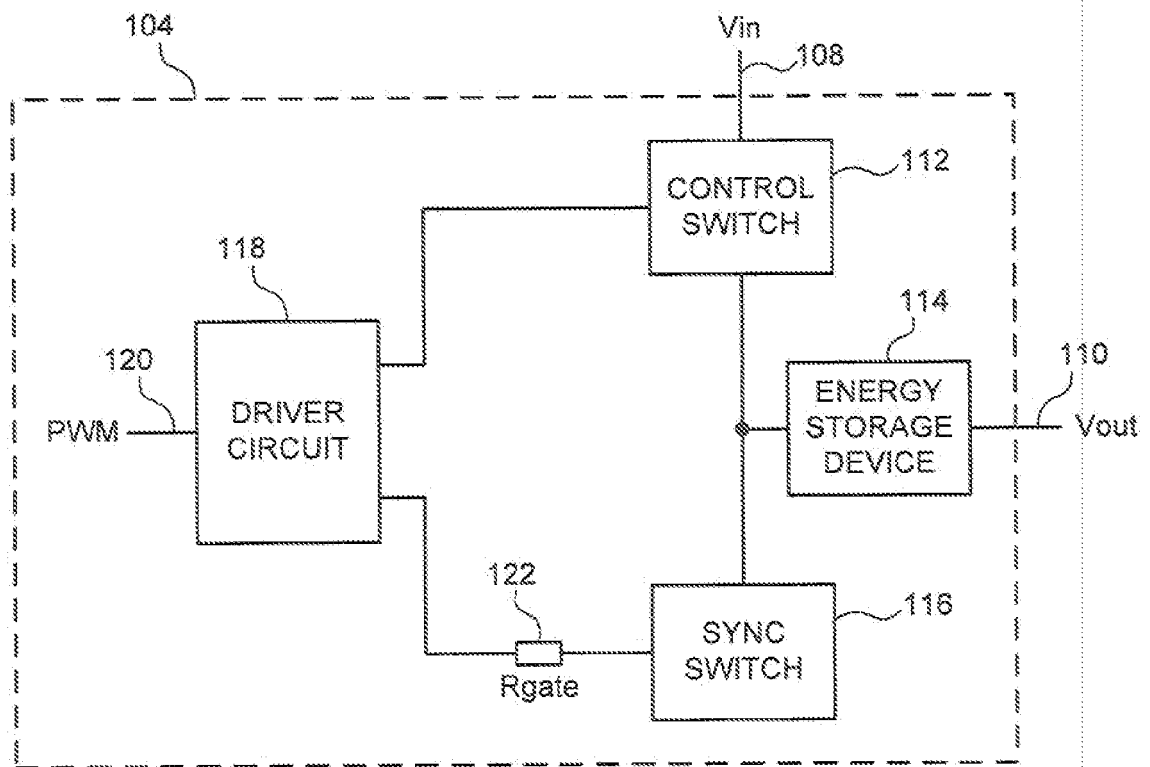 104
Vin
108
CONTROL
SWITCH
112
118
114
120
PWM
DRIVER
CIRCUIT
ENERGY
STORAGE
DEVICE
110
Vout
122
Rgate
SYNC
SWITCH
116